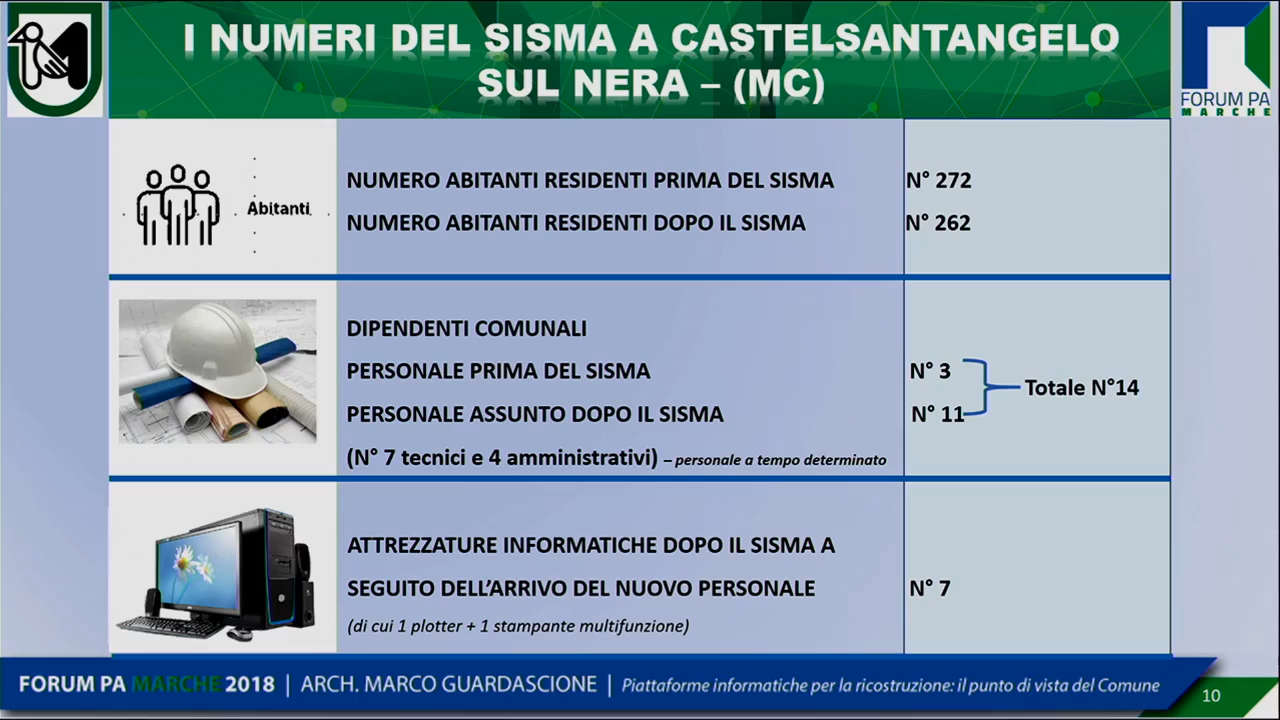 I NUMERI DEL SISMA A CASTELSANTANGELO
SUL NERA – (MC)
FORUM PA
MARCHE
Abitanti
NUMERO ABITANTI RESIDENTI PRIMA DEL SISMA N° 272
NUMERO ABITANTI RESIDENTI DOPO IL SISMA N° 262
DIPENDENTI COMUNALI
PERSONALE PRIMA DEL SISMA N° 3
Totale N°14
PERSONALE ASSUNTO DOPO IL SISMA N° 11
(N° 7 tecnici e 4 amministrativi) – personale a tempo determinato
ATTREZZATURE INFORMATICHE DOPO IL SISMA A
SEGUITO DELL'ARRIVO DEL NUOVO PERSONALE N° 7
(di cui 1 plotter + 1 stampante multifunzione)
FORUM PA MARCHE 2018 | ARCH. MARCO GUARDASCIONE | Piattaforme informatiche per la ricostruzione: il punto di vista del Comune 10